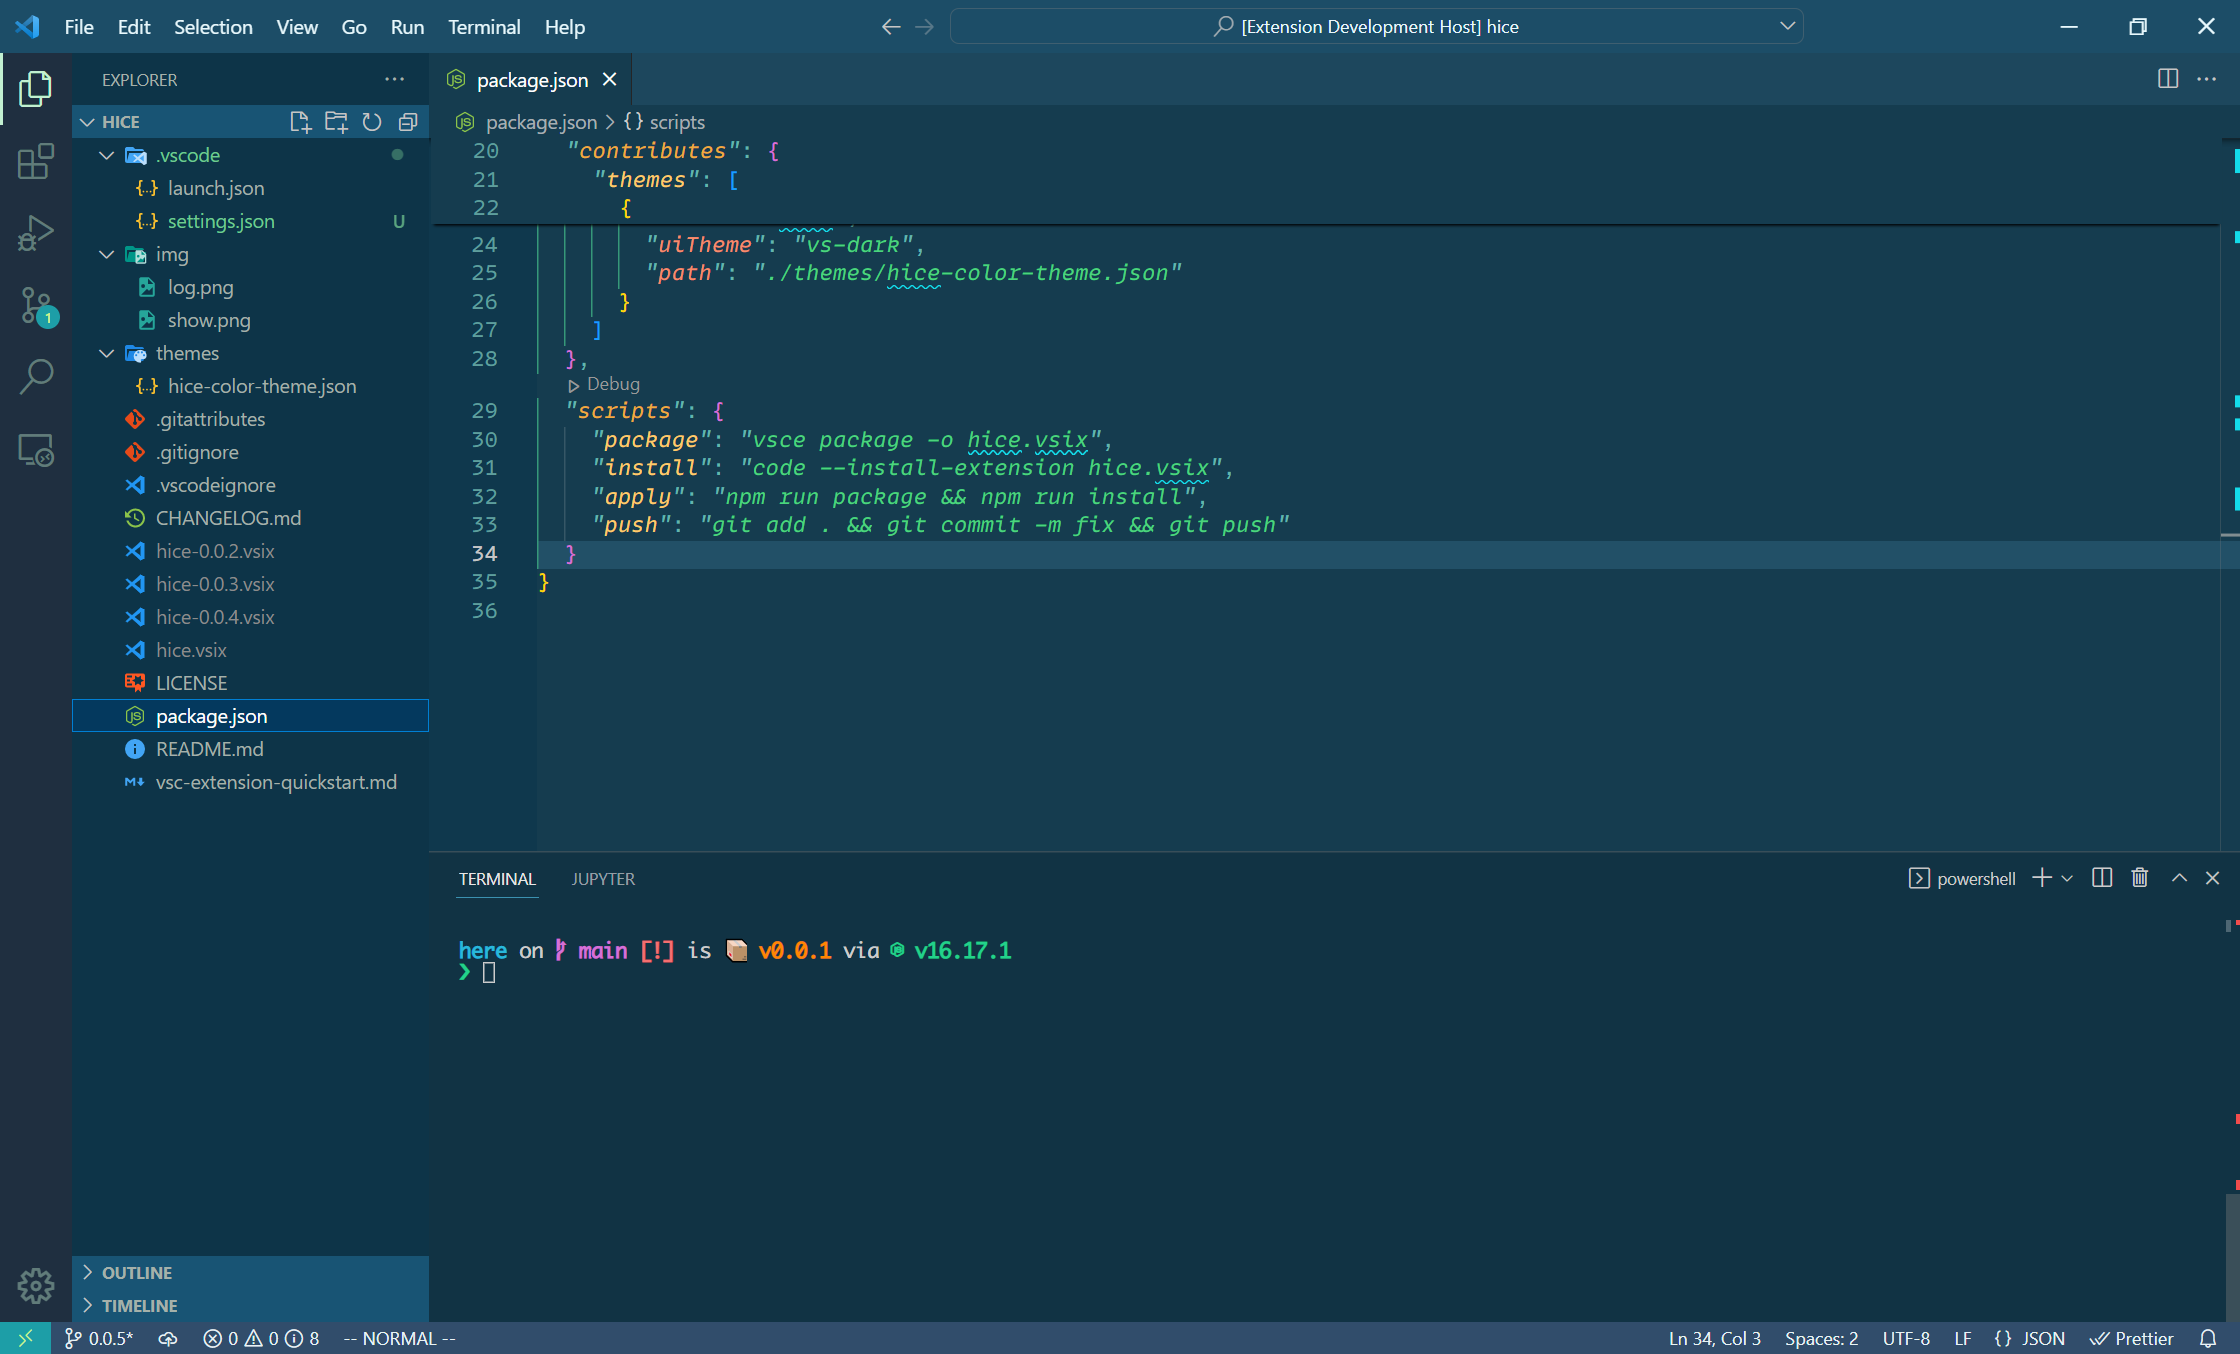 File Edit Selection View Go Run Terminal Help
[Extension Development Host] hice
EXPLORER
HICE
.vscode
launch.json
settings.json U
img
log.png
show.png
themes
hice-color-theme.json
.gitattributes
.gitignore
.vscodeignore
CHANGELOG.md
hice-0.0.2.vsix
hice-0.0.3.vsix
hice-0.0.4.vsix
hice.vsix
LICENSE
package.json
README.md
vsc-extension-quickstart.md
OUTLINE
TIMELINE
1
package.json
package.json > {} scripts
20 "contributes": {
21 "themes": [
22 {
24 "uiTheme": "vs-dark",
25 "path": "./themes/hice-color-theme.json"
26 }
27 ]
28 },
Debug
29 "scripts": {
30 "package": "vsce package -o hice.vsix",
31 "install": "code --install-extension hice.vsix",
32 "apply": "npm run package && npm run install",
33 "push": "git add . && git commit -m fix && git push"
34 }
35 }
36
TERMINAL JUPYTER
powershell
here on main [!] is v0.0.1 via v16.17.1
❯
0.0.5* 0 0 8 -- NORMAL --
Ln 34, Col 3 Spaces: 2 UTF-8 LF {} JSON Prettier